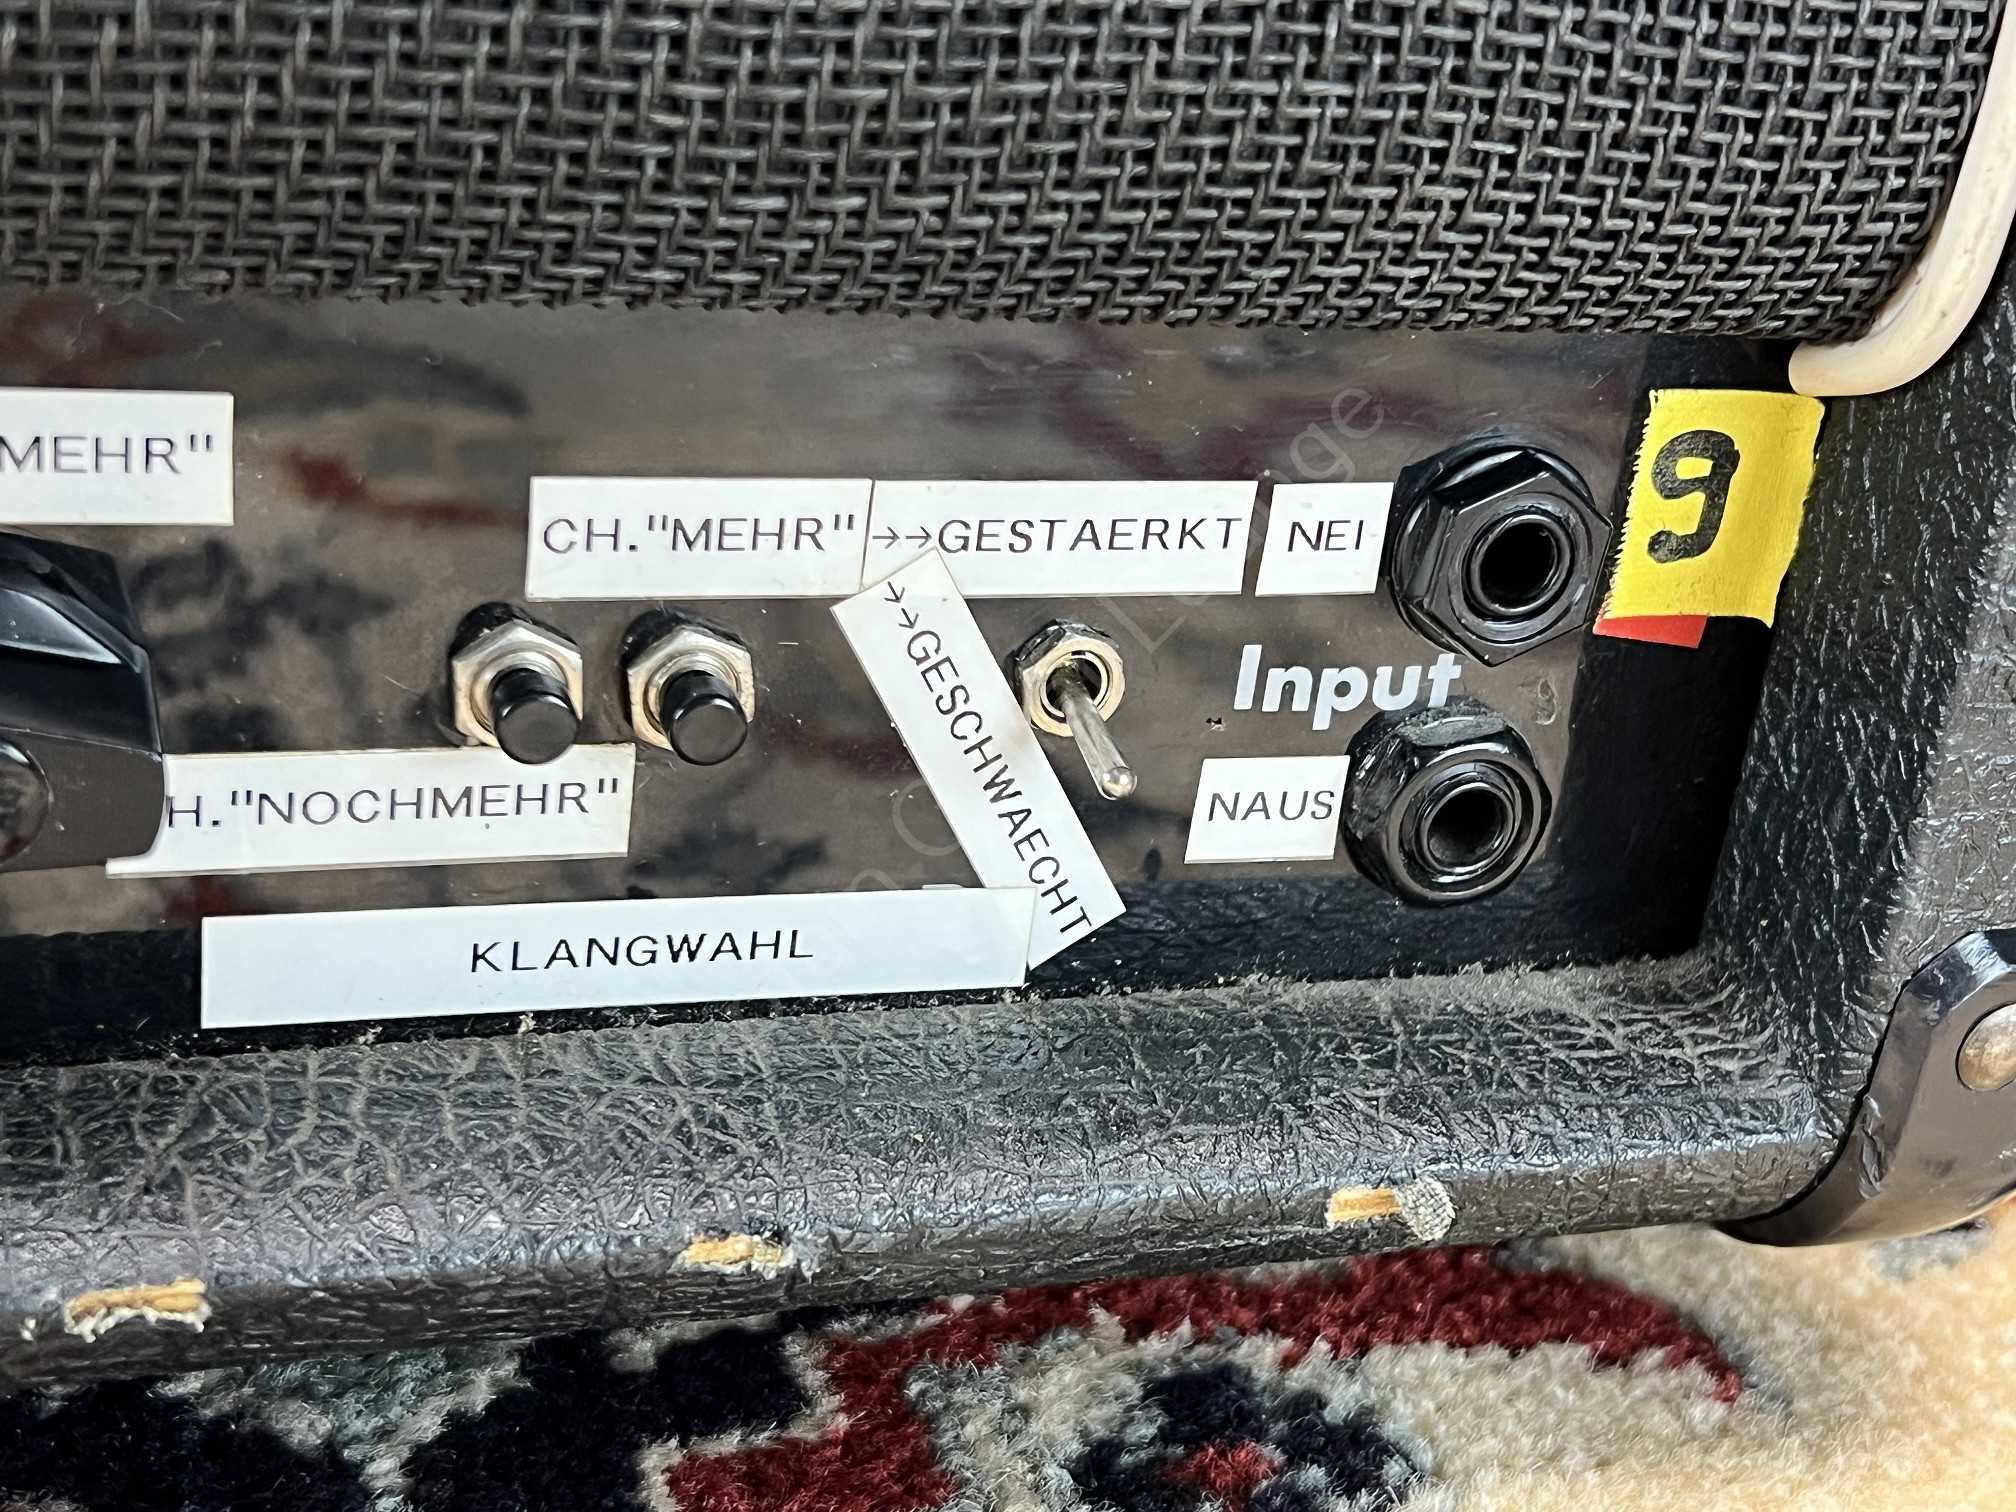 MEHR"
CH."MEHR"
→→GESTAERKT
NEI
9
→→GESCHWAECHT
Input
H."NOCHMEHR"
NAUS
KLANGWAHL